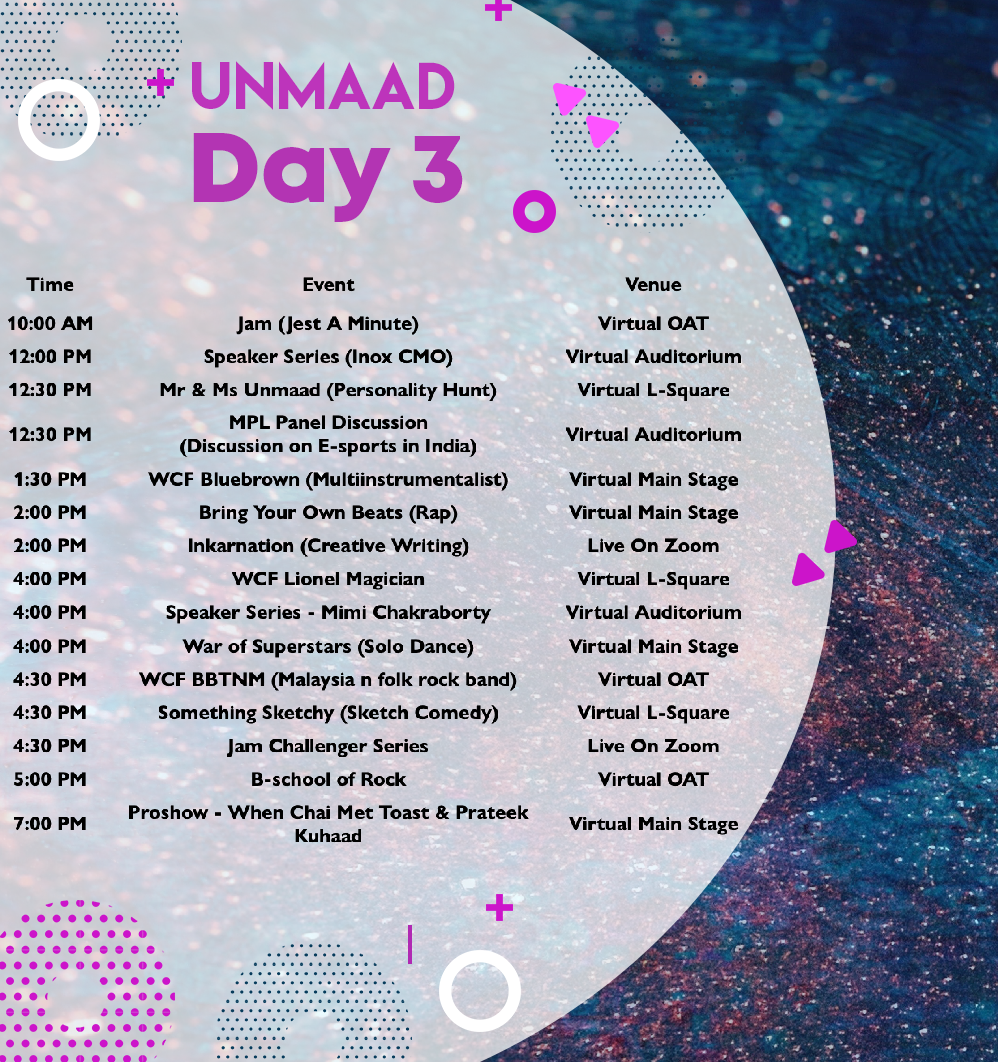 UNMAAD
Day 3
Time Event Venue
10:00 AM Jam (Jest A Minute) Virtual OAT
12:00 PM Speaker Series (Inox CMO) Virtual Auditorium
12:30 PM Mr & Ms Unmaad (Personality Hunt) Virtual L-Square
MPL Panel Discussion
12:30 PM (Discussion on E-sports in India) Virtual Auditorium
1:30 PM WCF Bluebrown (Multiinstrumentalist) Virtual Main Stage
2:00 PM Bring Your Own Beats (Rap) Virtual Main Stage
2:00 PM Inkarnation (Creative Writing) Live On Zoom
4:00 PM WCF Lionel Magician Virtual L-Square
4:00 PM Speaker Series - Mimi Chakraborty Virtual Auditorium
4:00 PM War of Superstars (Solo Dance) Virtual Main Stage
4:30 PM WCF BBTNM (Malaysia n folk rock band) Virtual OAT
4:30 PM Something Sketchy (Sketch Comedy) Virtual L-Square
4:30 PM Jam Challenger Series Live On Zoom
5:00 PM B-school of Rock Virtual OAT
Proshow - When Chai Met Toast & Prateek
7:00 PM Kuhaad Virtual Main Stage